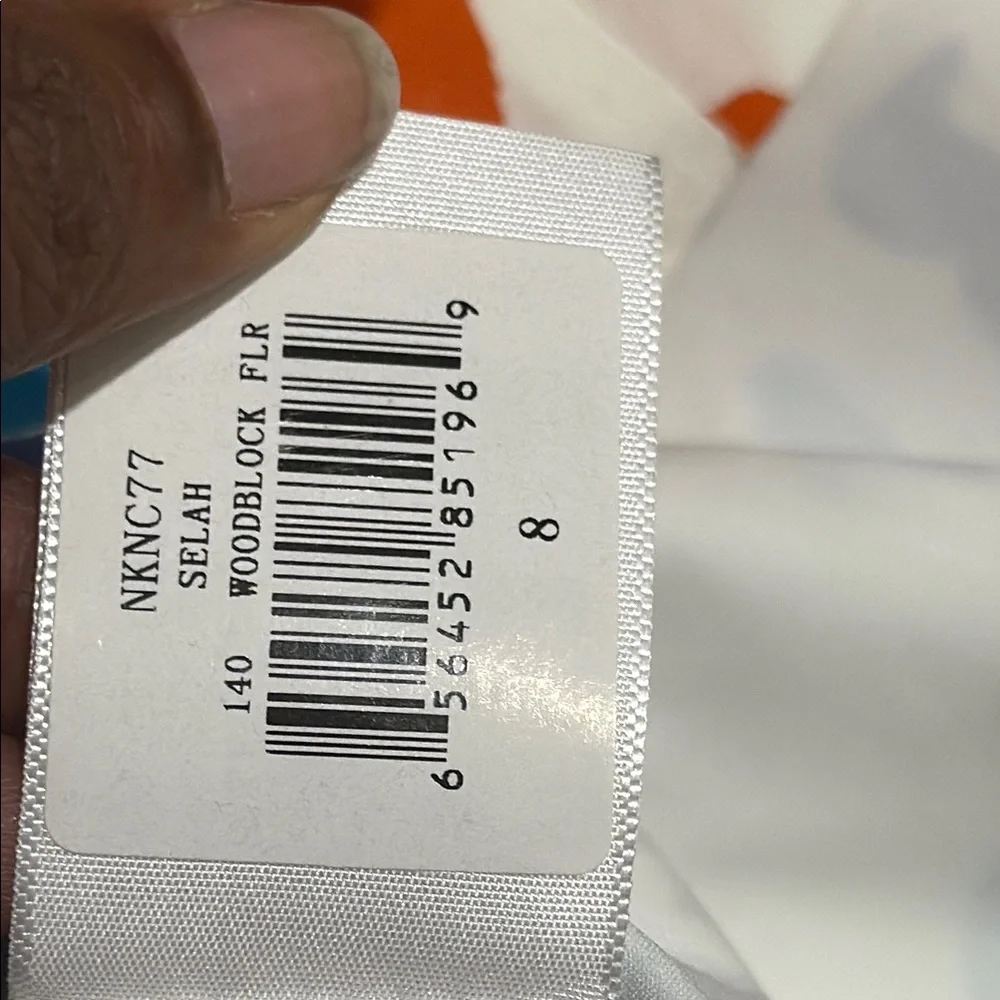 NKNC77
SELAH
140 WOODBLOCK FLR
6 56452 85196 9
8